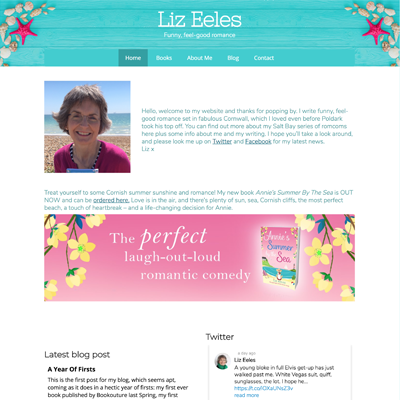 Liz Eeles
Funny, feel-good romance
Home Books About Me Blog Contact
Hello, welcome to my website and thanks for popping by. I write funny, feel-
good romance set in fabulous Cornwall, which I loved even before Poldark
took his top off. You can find out more about my Salt Bay series of romcoms
here plus some info about me and my writing. I hope you'll take a look around,
and please look me up on Twitter and Facebook for my latest news.
Liz x
Treat yourself to some Cornish summer sunshine and romance! My new book Annie's Summer By The Sea is OUT
NOW and can be ordered here. Love is in the air, and there's plenty of sun, sea, Cornish cliffs, the most perfect
beach, a touch of heartbreak – and a life-changing decision for Annie.
The perfect
laugh-out-loud
romantic comedy
Annie's
Summer
by the
Sea
Twitter
Latest blog post
A Year Of Firsts
This is the first post for my blog, which seems apt,
coming as it does in a hectic year of firsts: my first ever
book published by Bookouture last Spring, my first
a day ago
Liz Eeles
A young bloke in full Elvis get-up has just
walked past me. White Vegas suit, quiff,
sunglasses, the lot. I hope he...
read more